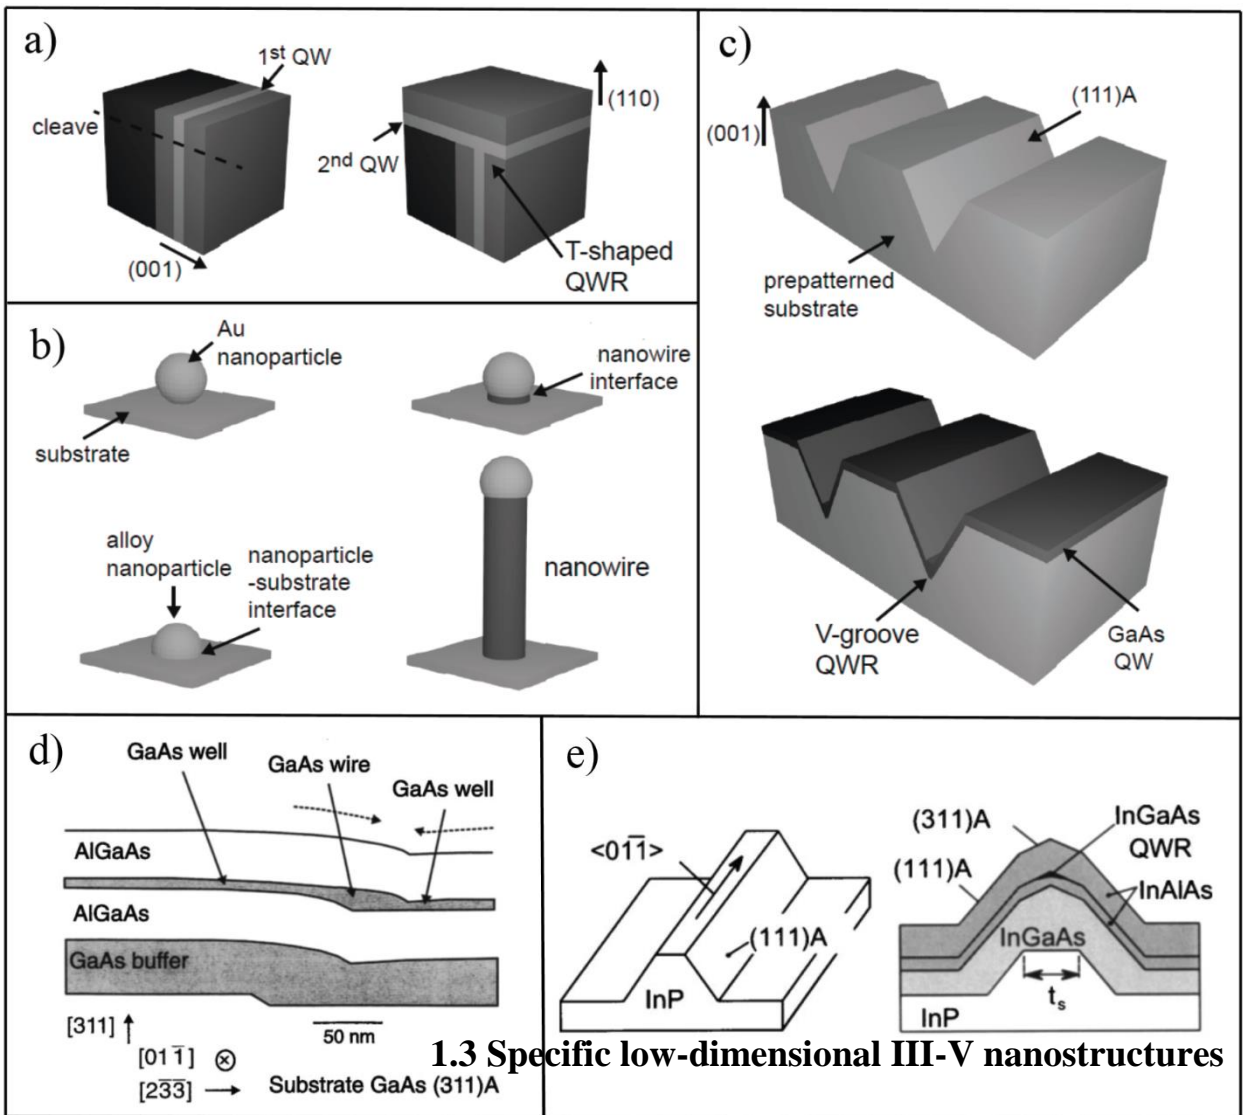 a)
1st QW
cleave
(001)
(110)
2nd QW
T-shaped
QWR
b)
Au
nanoparticle
substrate
nanowire
interface
alloy
nanoparticle
nanoparticle
-substrate
interface
nanowire
c)
(001)
(111)A
prepatterned
substrate
V-groove
QWR
GaAs
QW
d)
GaAs well
GaAs wire
GaAs well
AlGaAs
AlGaAs
GaAs buffer
[311]
50 nm
[011̅]
[23̅3̅]
Substrate GaAs (311)A
e)
<01̅1̅>
(111)A
InP
(311)A
(111)A
InGaAs
QWR
InAlAs
InGaAs
ts
InP
1.3 Specific low-dimensional III-V nanostructures